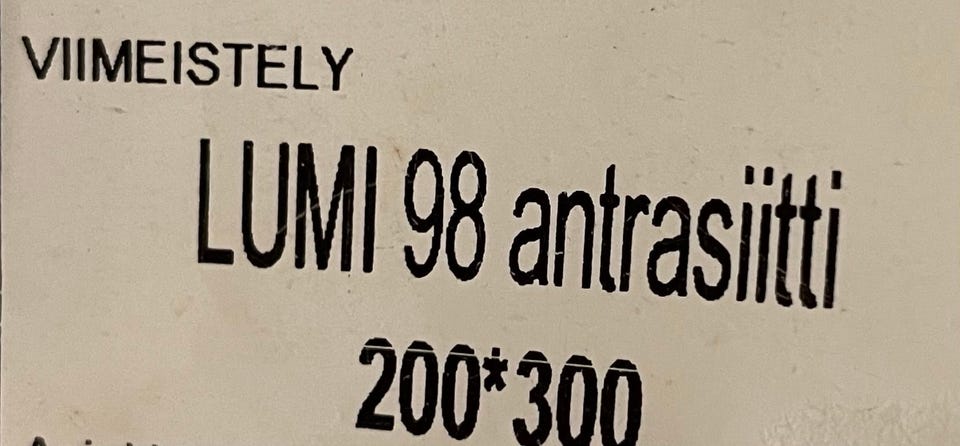 VIIMEISTELY
LUMI 98 antrasiitti
200*300